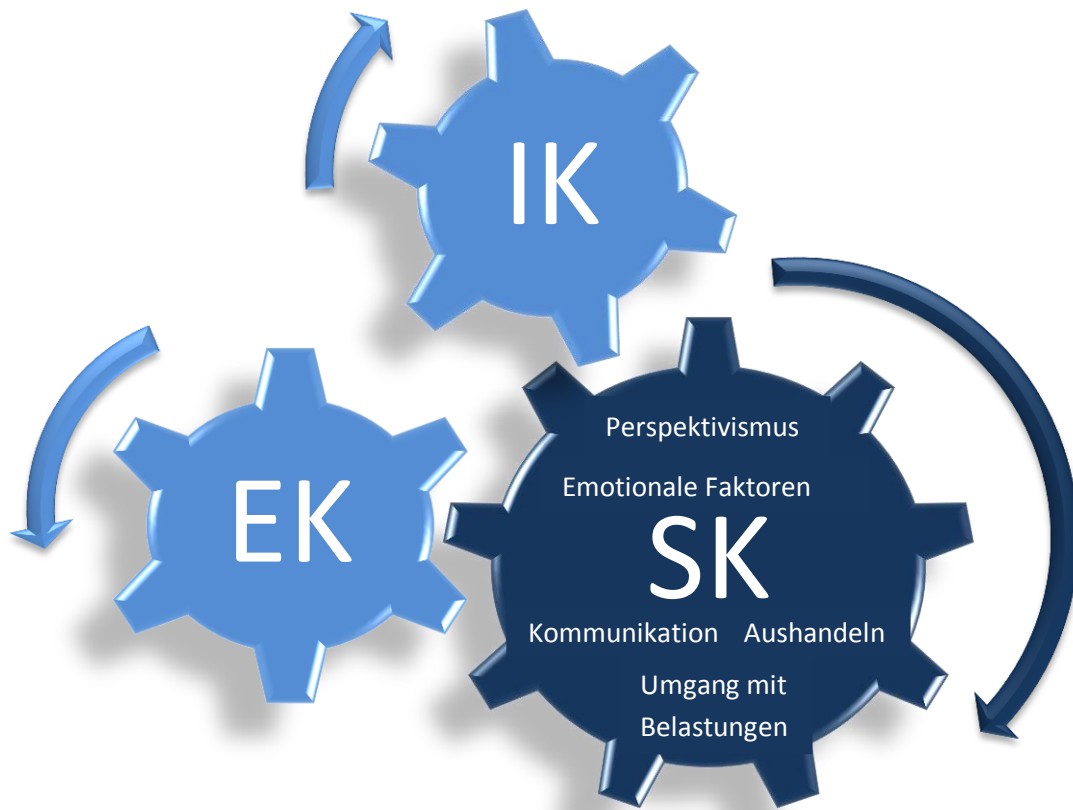 IK
EK
Perspektivismus
Emotionale Faktoren
SK
Kommunikation Aushandeln
Umgang mit
Belastungen